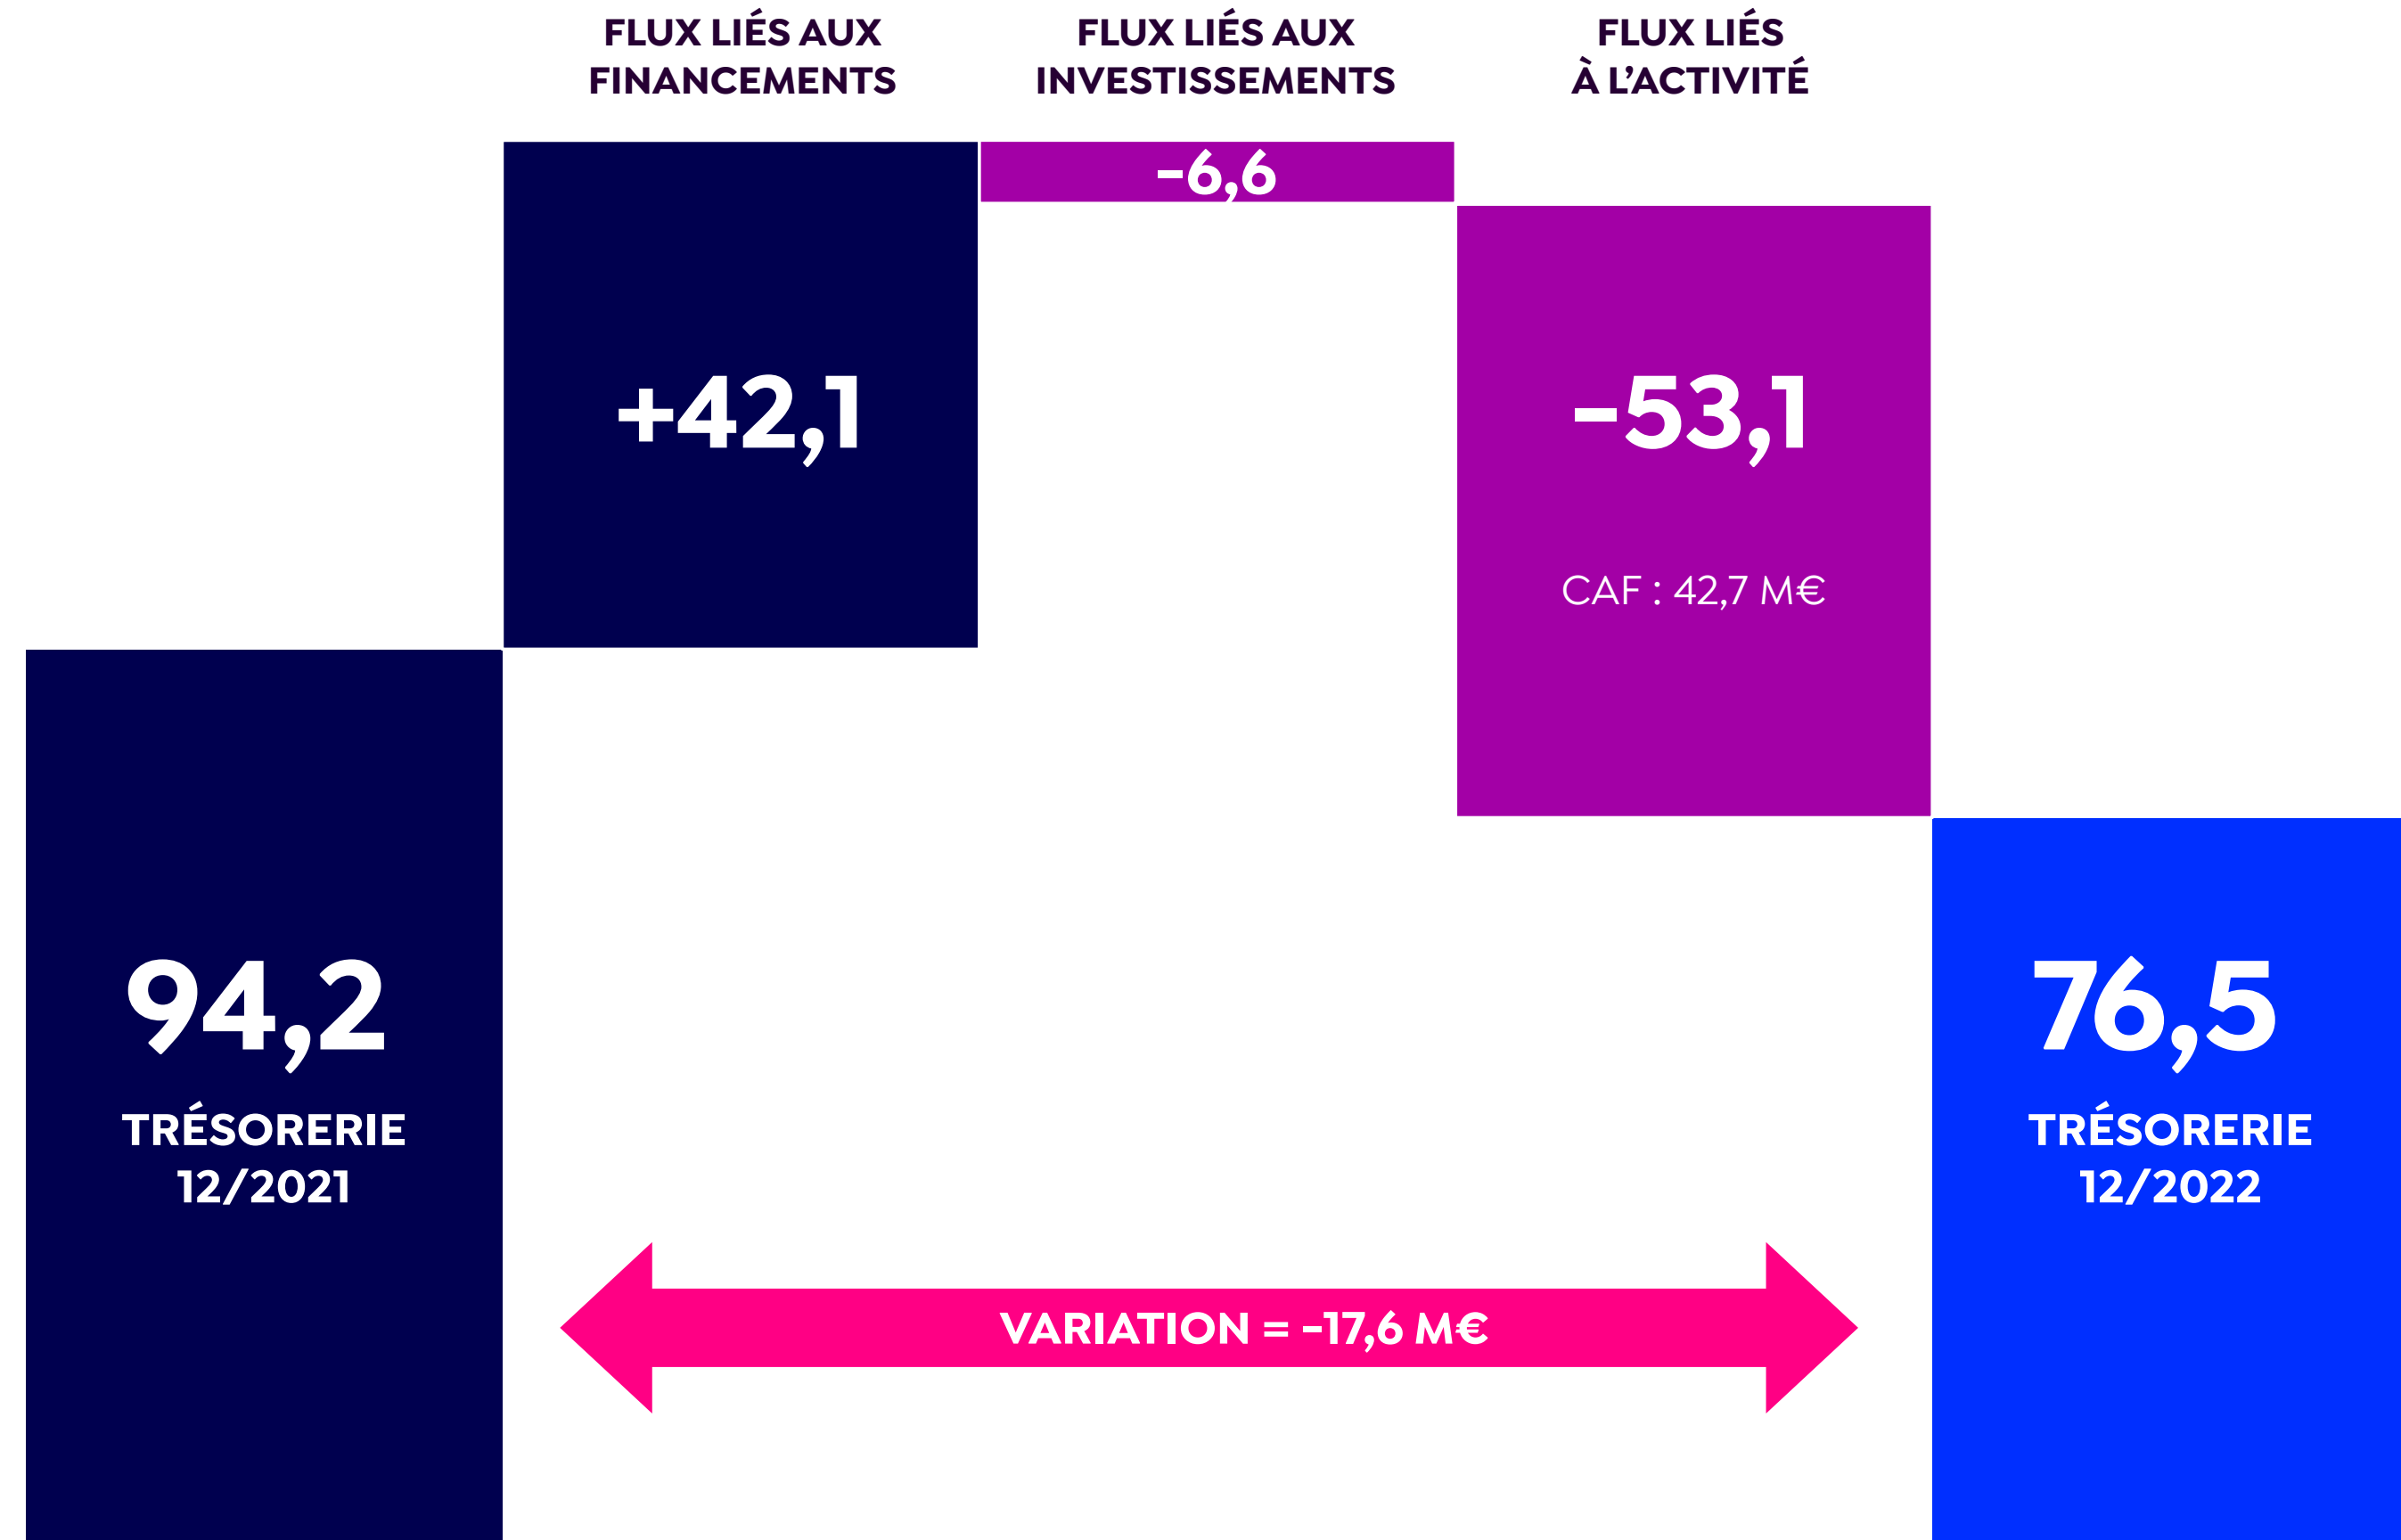 FLUX LIÉS AUX
FINANCEMENTS
FLUX LIÉS AUX
INVESTISSEMENTS
FLUX LIÉS
À L'ACTIVITÉ
-6,6
+42,1
-53,1
CAF : 42,7 M€
94,2
TRÉSORERIE
12/2021
76,5
TRÉSORERIE
12/2022
VARIATION = -17,6 M€